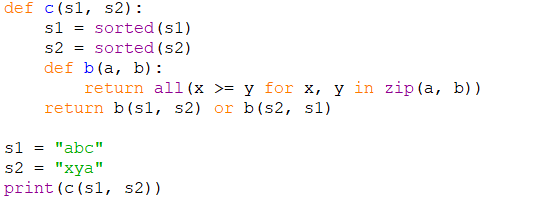 def c(s1, s2):
    s1 = sorted(s1)
    s2 = sorted(s2)
    def b(a, b):
        return all(x >= y for x, y in zip(a, b))
    return b(s1, s2) or b(s2, s1)

s1 = "abc"
s2 = "xya"
print(c(s1, s2))